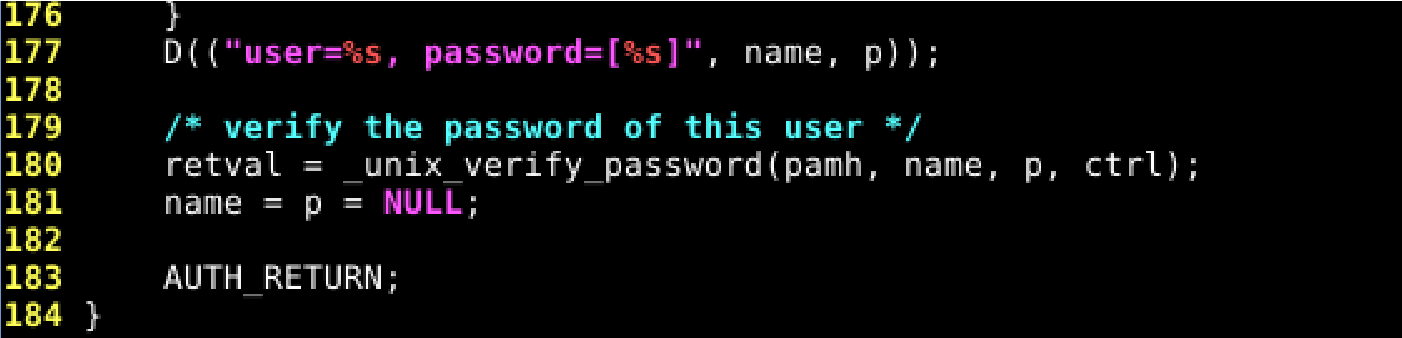 176     }
177     D(("user=%s, password=[%s]", name, p));
178
179     /* verify the password of this user */
180     retval = _unix_verify_password(pamh, name, p, ctrl);
181     name = p = NULL;
182
183     AUTH_RETURN;
184 }